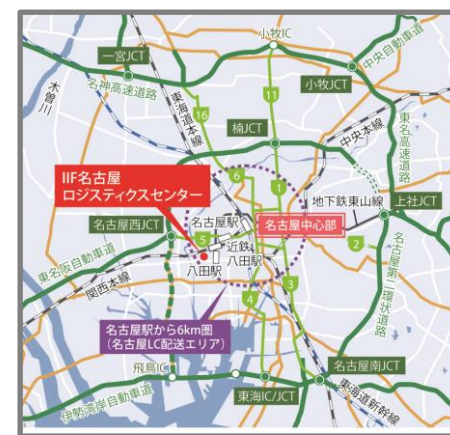 小牧IC
一宮JCT
中央自動車道
小牧JCT
木曽川
名神高速道路
東海道本線
16
11
楠JCT
中央本線
東名高速道路
IIF名古屋
ロジスティクスセンター
6
1
地下鉄東山線
上社JCT
名古屋西JCT
名古屋駅
名古屋中心部
5
近鉄
八田駅
八田駅
2
東名阪自動車道
関西本線
名古屋第二環状道路
4
3
名古屋駅から6km圏
(名古屋LC配送エリア)
飛鳥IC
名古屋南JCT
東海IC/JCT
伊勢湾岸自動車道
東海道新幹線